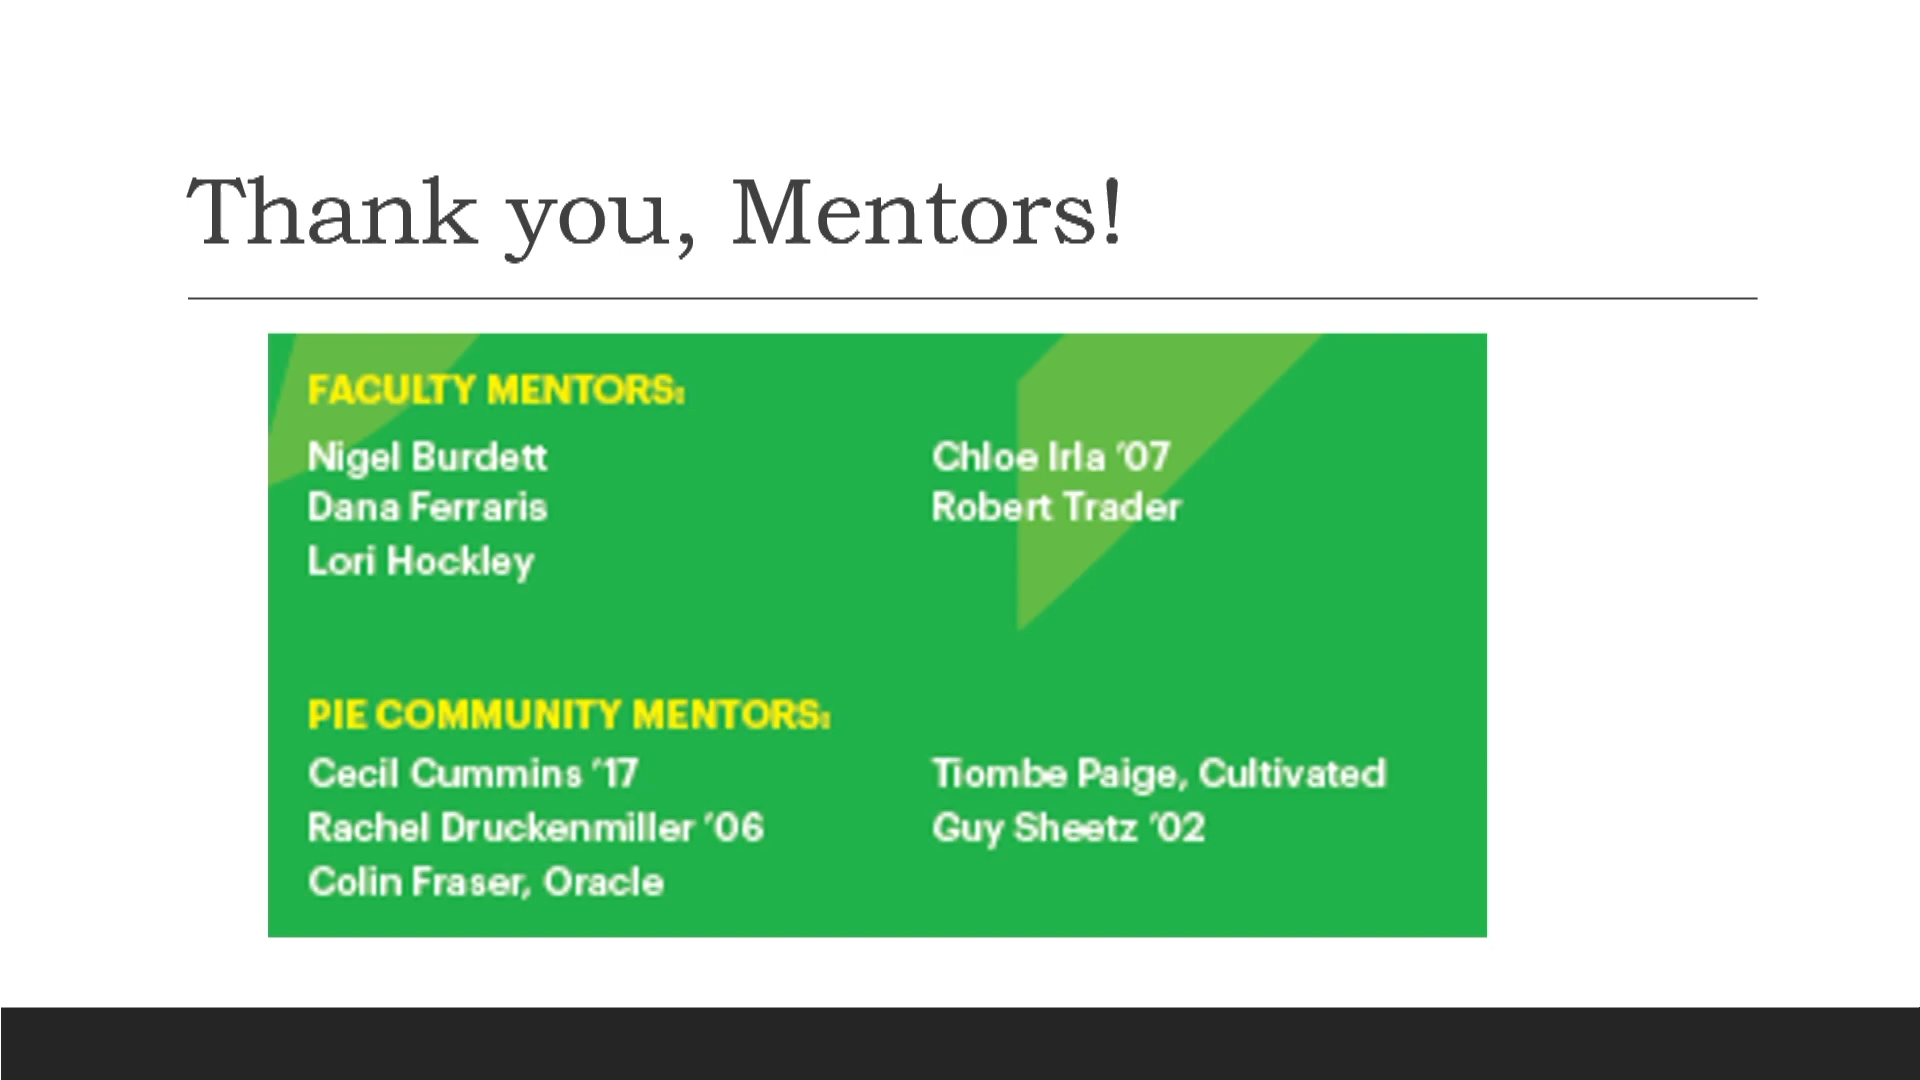 Thank you, Mentors!
FACULTY MENTORS:
Nigel Burdett
Dana Ferraris
Lori Hockley
Chloe Irla ’07
Robert Trader
PIE COMMUNITY MENTORS:
Cecil Cummins ’17
Rachel Druckenmiller ’06
Colin Fraser, Oracle
Tiombe Paige, Cultivated
Guy Sheetz ’02